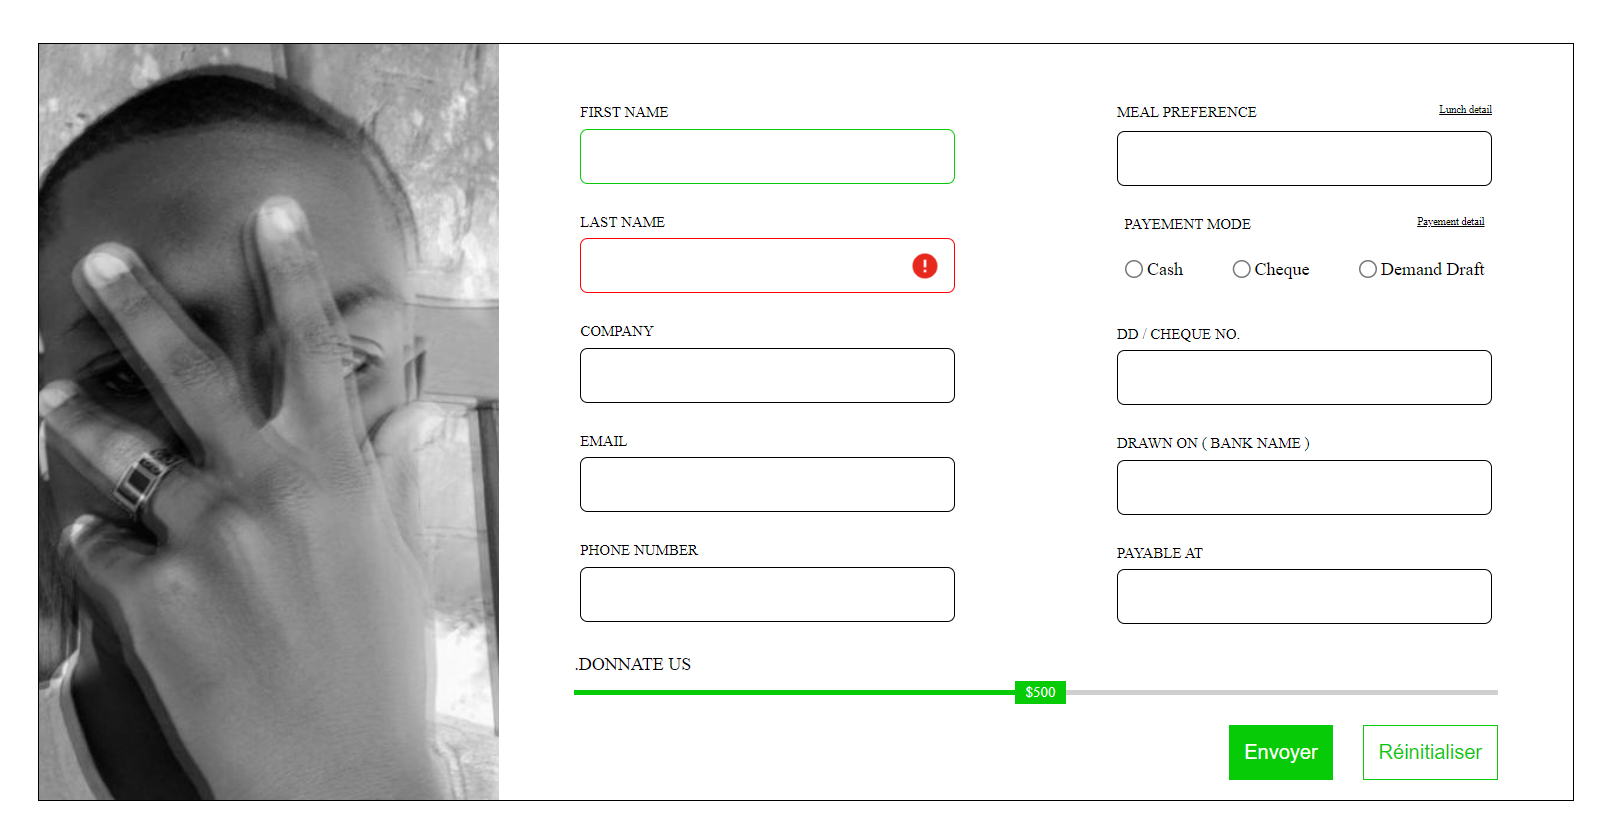 FIRST NAME
LAST NAME
COMPANY
EMAIL
PHONE NUMBER
MEAL PREFERENCE
Lunch detail
PAYEMENT MODE
Payement detail
Cash
Cheque
Demand Draft
DD / CHEQUE NO.
DRAWN ON ( BANK NAME )
PAYABLE AT
.DONNATE US
$500
Envoyer
Réinitialiser